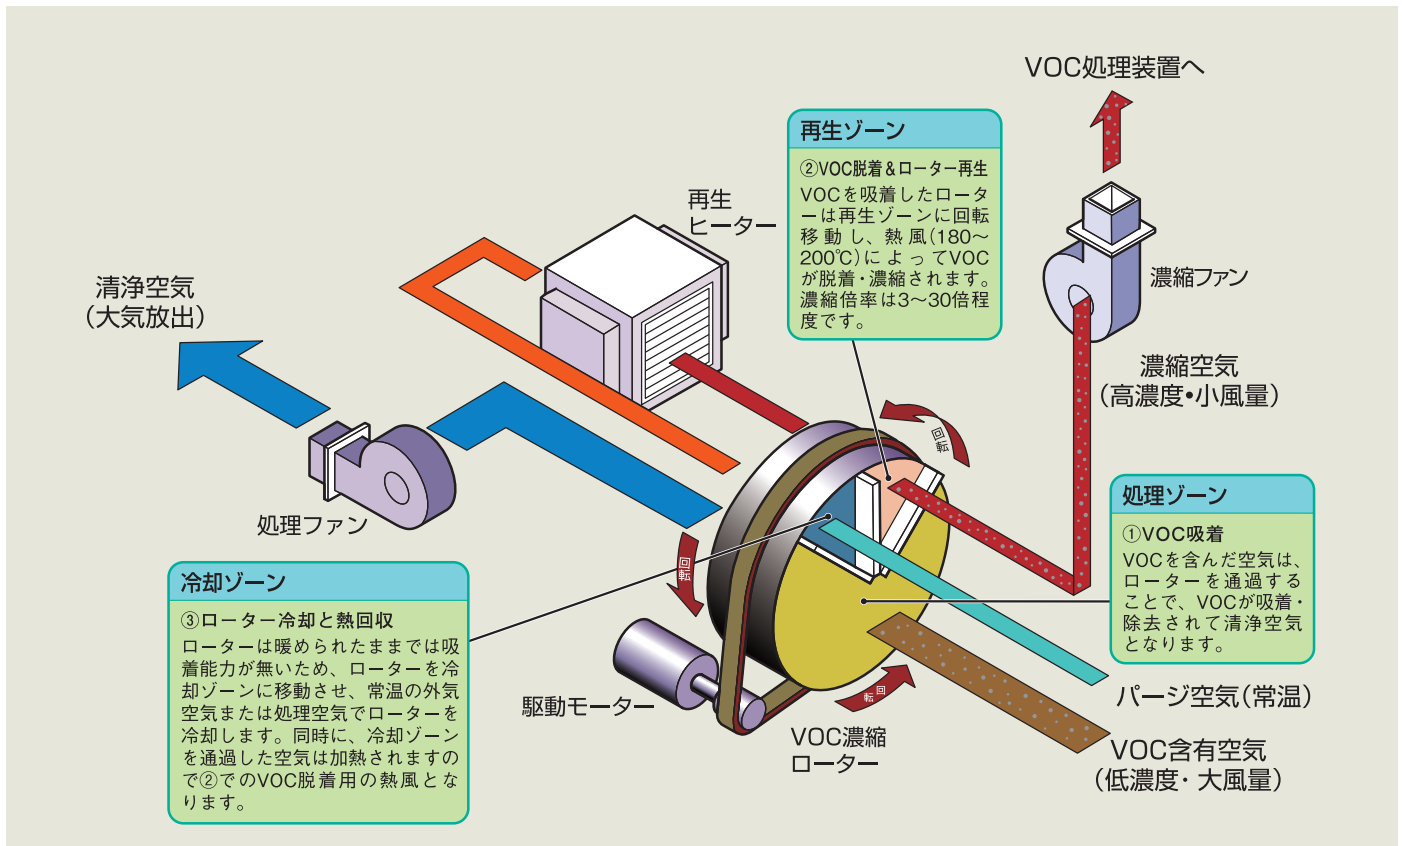 VOC処理装置へ
再生ゾーン
②VOC脱着＆ローター再生
VOCを吸着したロータ
ーは再生ゾーンに回転
移動し、熱風(180〜
200℃)によってVOC
が脱着・濃縮されます。
濃縮倍率は3〜30倍程
度です。
再生
ヒーター
濃縮ファン
清浄空気
(大気放出)
濃縮空気
(高濃度•小風量)
回転
処理ファン
処理ゾーン
①VOC吸着
VOCを含んだ空気は、
ローターを通過する
ことで、VOCが吸着・
除去されて清浄空気
となります。
回転
冷却ゾーン
③ローター冷却と熱回収
ローターは暖められたままでは吸
着能力が無いため、ローターを冷
却ゾーンに移動させ、常温の外気
空気または処理空気でローターを
冷却します。同時に、冷却ゾーン
を通過した空気は加熱されますの
で②でのVOC脱着用の熱風とな
ります。
駆動モーター
回転
パージ空気(常温)
VOC濃縮
ローター
VOC含有空気
(低濃度・大風量)